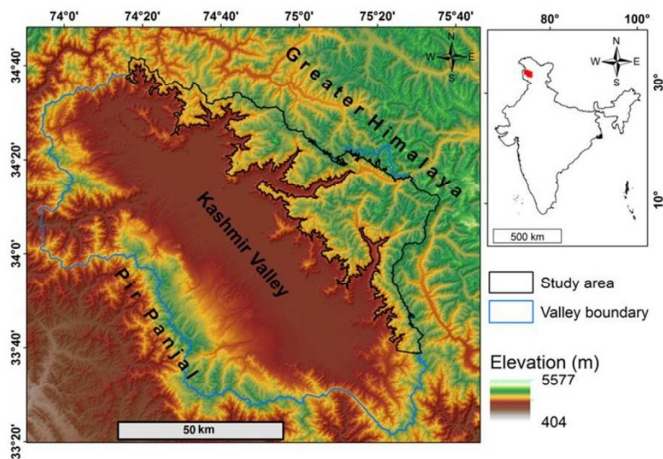 74°0' 74°20' 74°40' 75°0' 75°20' 75°40'
34°40'
34°20'
34°0'
33°40'
33°20'
Greater Himalaya
Kashmir Valley
Pir Panjal
N
W E
S
50 km
80° 100°
N
W E
S
30°
10°
500 km
Study area
Valley boundary
Elevation (m)
5577
404